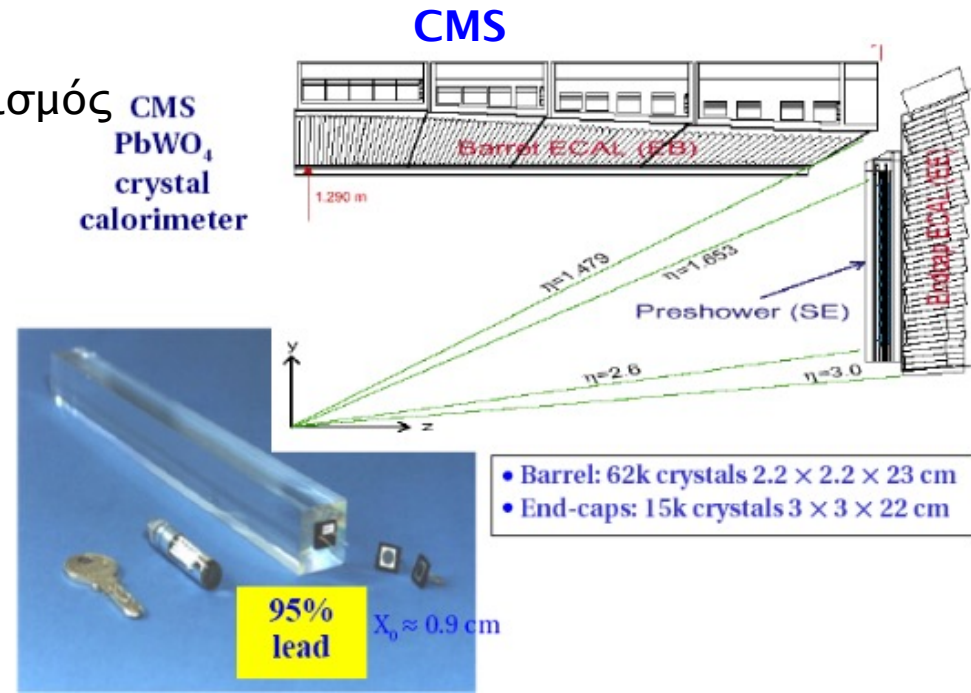 CMS
CMS
PbWO₄
crystal
calorimeter
Barrel ECAL (EB)
1.290 m
η=1.479
η=1.653
Preshower (SE)
Endcap ECAL (EE)
y
η=2.6
η=3.0
z
• Barrel: 62k crystals 2.2 × 2.2 × 23 cm
• End-caps: 15k crystals 3 × 3 × 22 cm
95%
lead
X₀ ≈ 0.9 cm